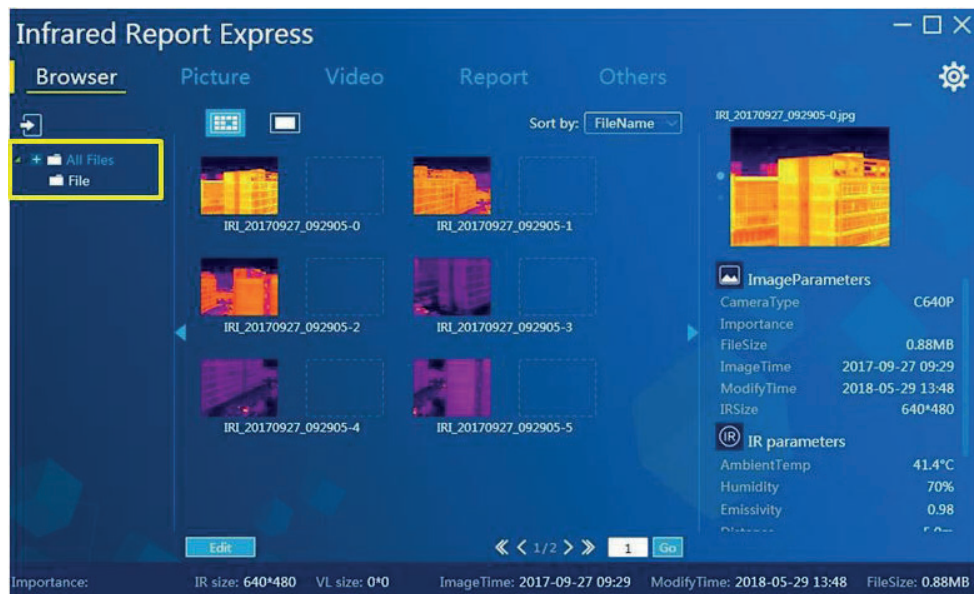 Infrared Report Express
Browser Picture Video Report Others
Sort by: FileName
All Files
File
IRI_20170927_092905-0 IRI_20170927_092905-1
IRI_20170927_092905-2 IRI_20170927_092905-3
IRI_20170927_092905-4 IRI_20170927_092905-5
Edit
1/2 1 Go
IRI_20170927_092905-0.jpg
ImageParameters
CameraType C640P
Importance
FileSize 0.88MB
ImageTime 2017-09-27 09:29
ModifyTime 2018-05-29 13:48
IRSize 640*480
IR IR parameters
AmbientTemp 41.4°C
Humidity 70%
Emissivity 0.98
Importance: IR size: 640*480 VL size: 0*0 ImageTime: 2017-09-27 09:29 ModifyTime: 2018-05-29 13:48 FileSize: 0.88MB